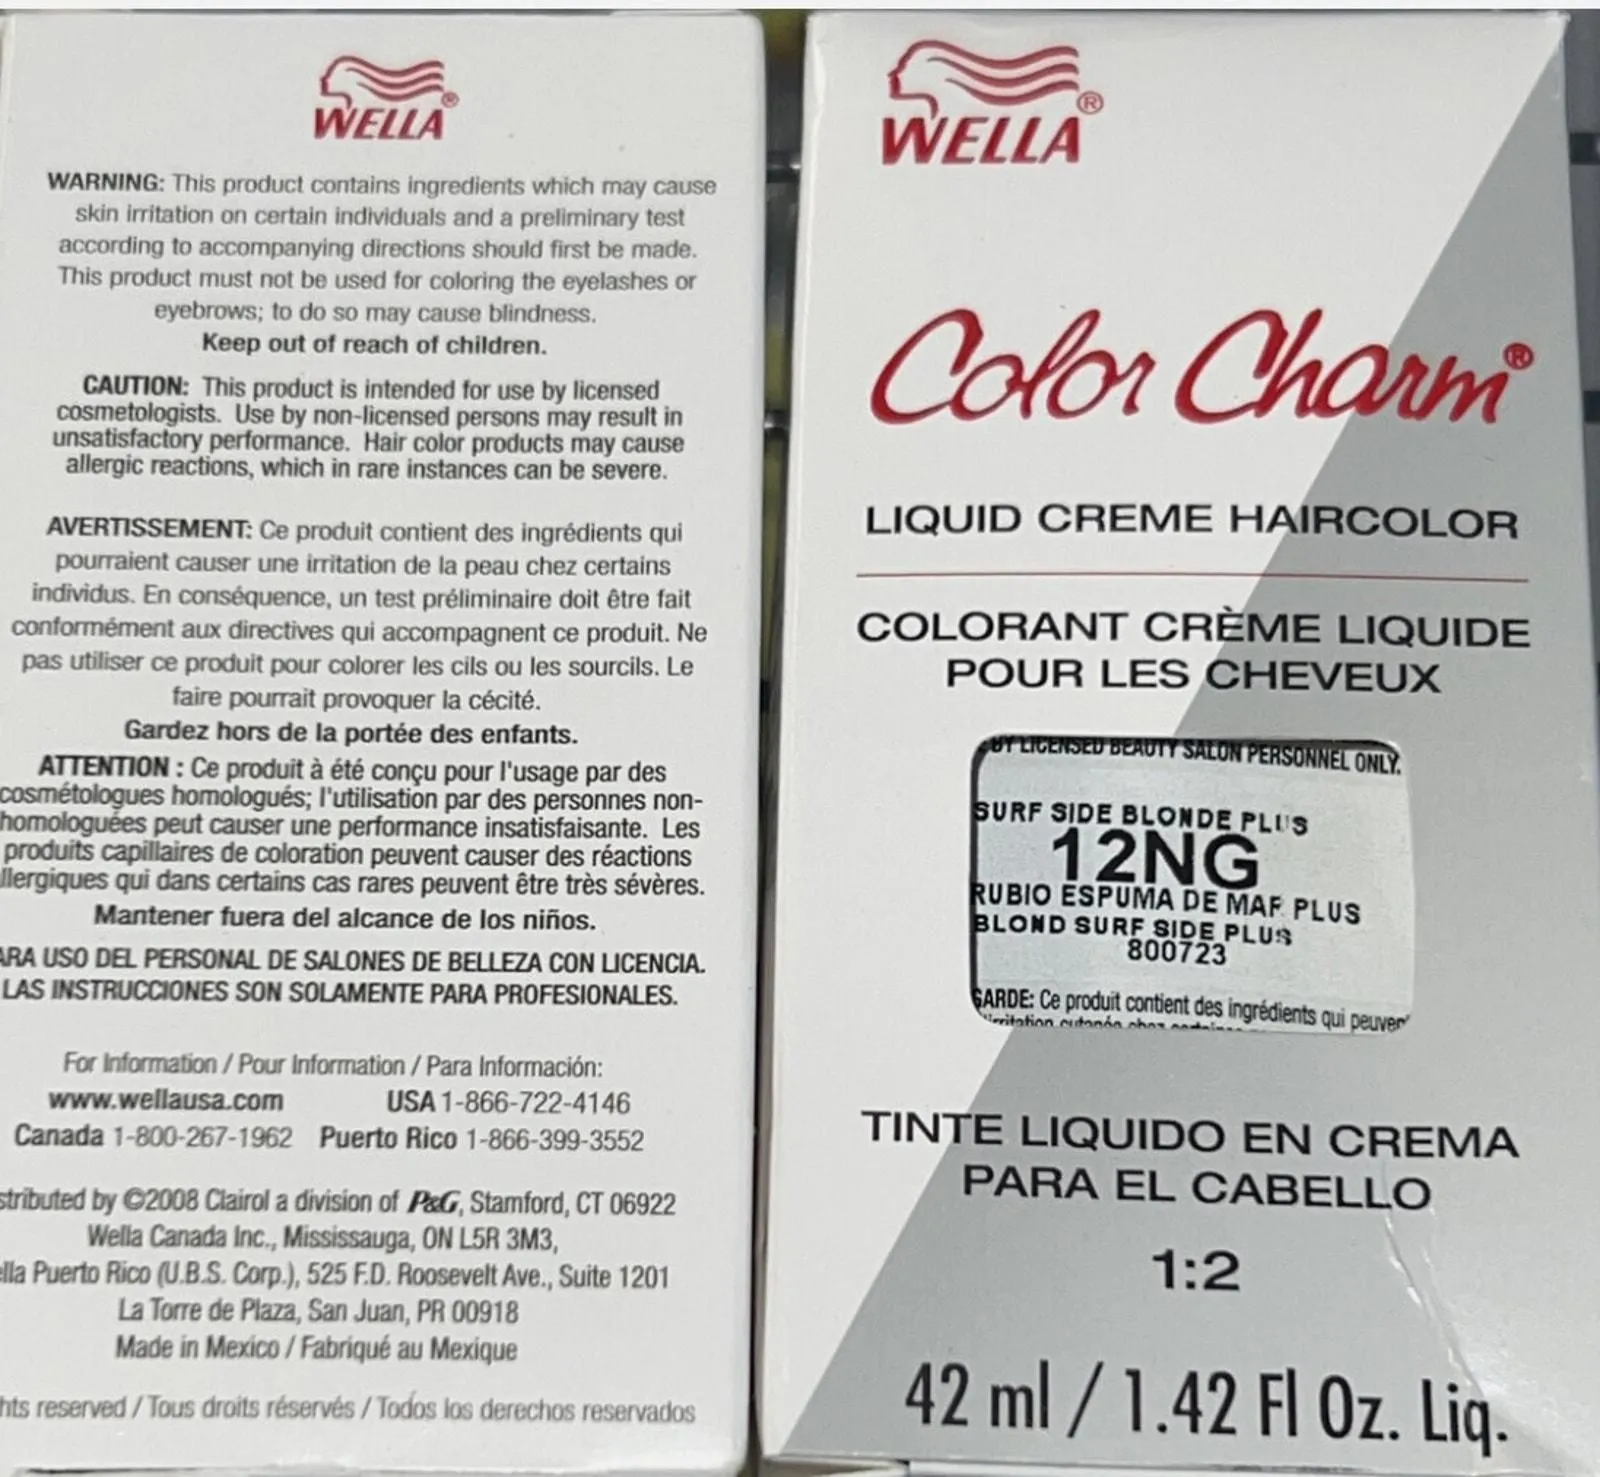 WELLA®
WARNING: This product contains ingredients which may cause
skin irritation on certain individuals and a preliminary test
according to accompanying directions should first be made.
This product must not be used for coloring the eyelashes or
eyebrows; to do so may cause blindness.
Keep out of reach of children.
CAUTION: This product is intended for use by licensed
cosmetologists. Use by non-licensed persons may result in
unsatisfactory performance. Hair color products may cause
allergic reactions, which in rare instances can be severe.
AVERTISSEMENT: Ce produit contient des ingrédients qui
pourraient causer une irritation de la peau chez certains
individus. En conséquence, un test préliminaire doit être fait
conformément aux directives qui accompagnent ce produit. Ne
pas utiliser ce produit pour colorer les cils ou les sourcils. Le
faire pourrait provoquer la cécité.
Gardez hors de la portée des enfants.
ATTENTION : Ce produit à été conçu pour l'usage par des
cosmétologues homologués; l'utilisation par des personnes non-
homologuées peut causer une performance insatisfaisante. Les
produits capillaires de coloration peuvent causer des réactions
llergiques qui dans certains cas rares peuvent être très sévères.
Mantener fuera del alcance de los niños.
ARA USO DEL PERSONAL DE SALONES DE BELLEZA CON LICENCIA.
LAS INSTRUCCIONES SON SOLAMENTE PARA PROFESIONALES.
For Information / Pour Information / Para Información:
www.wellausa.com USA 1-866-722-4146
Canada 1-800-267-1962 Puerto Rico 1-866-399-3552
stributed by ©2008 Clairol a division of P&G, Stamford, CT 06922
Wella Canada Inc., Mississauga, ON L5R 3M3,
ella Puerto Rico (U.B.S. Corp.), 525 F.D. Roosevelt Ave., Suite 1201
La Torre de Plaza, San Juan, PR 00918
Made in Mexico / Fabriqué au Mexique
hts reserved / Tous droits réservés / Todos los derechos reservados
WELLA®
Color Charm®
LIQUID CREME HAIRCOLOR
COLORANT CRÈME LIQUIDE
POUR LES CHEVEUX
BY LICENSED BEAUTY SALON PERSONNEL ONLY.
SURF SIDE BLONDE PLUS
12NG
RUBIO ESPUMA DE MAR PLUS
BLOND SURF SIDE PLUS
800723
GARDE: Ce produit contient des ingrédients qui peuven
irritation cutanée chez
TINTE LIQUIDO EN CREMA
PARA EL CABELLO
1:2
42 ml / 1.42 Fl Oz. Liq.